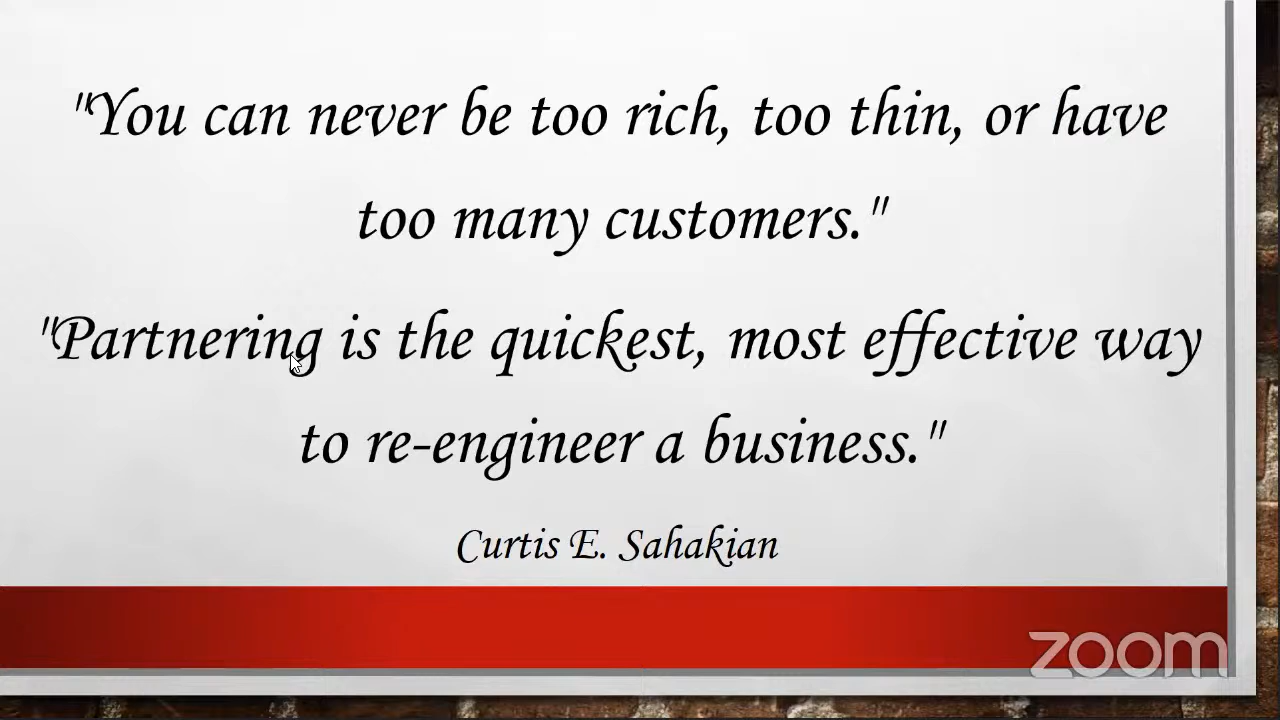 "You can never be too rich, too thin, or have
too many customers."
"Partnering is the quickest, most effective way
to re-engineer a business."
Curtis E. Sahakian
zoom